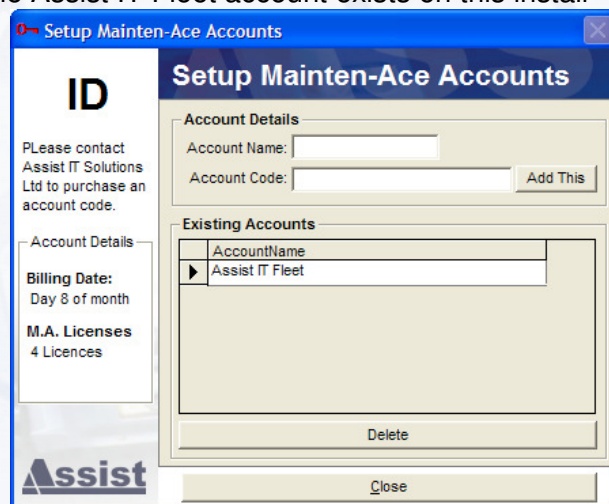 e Assist IT Fleet account exists on this install
Setup Mainten-Ace Accounts
ID
PLease contact
Assist IT Solutions
Ltd to purchase an
account code.
Account Details
Billing Date:
Day 8 of month
M.A. Licenses
4 Licences
Assist
Setup Mainten-Ace Accounts
Account Details
Account Name:
Account Code:
Add This
Existing Accounts
AccountName
Assist IT Fleet
Delete
Close